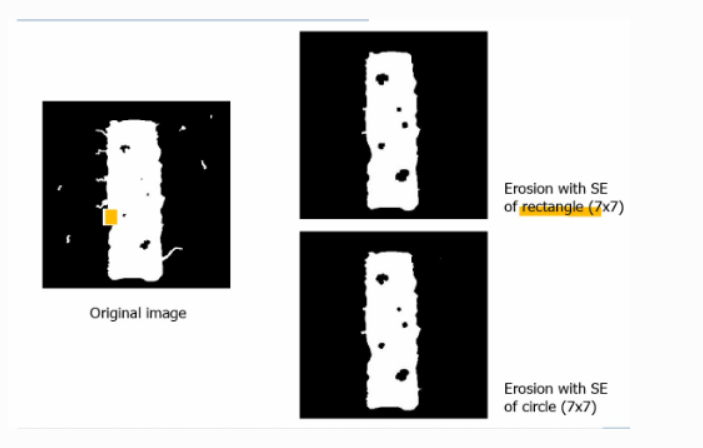 Erosion with SE
of rectangle (7x7)
Original image
Erosion with SE
of circle (7x7)